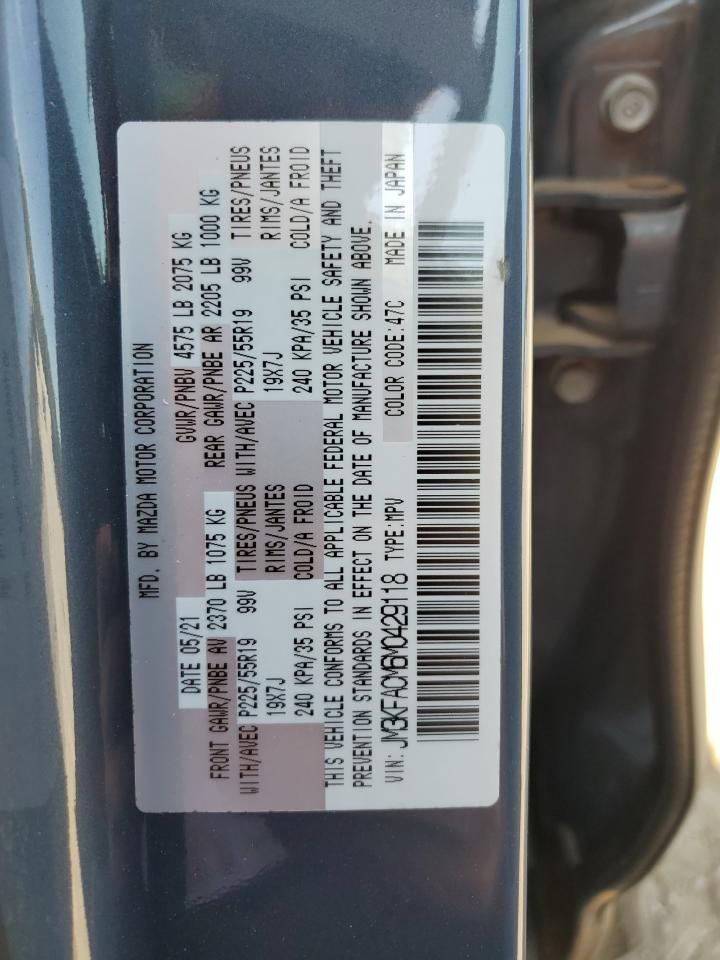 MFD. BY MAZDA MOTOR CORPORATION
DATE 05/21 GVWR/PNBV 4575 LB 2075 KG
FRONT GAWR/PNBE AV 2370 LB 1075 KG REAR GAWR/PNBE AR 2205 LB 1000 KG
WITH/AVEC P225/55R19 99V TIRES/PNEUS WITH/AVEC P225/55R19 99V TIRES/PNEUS
19X7J RIMS/JANTES 19X7J RIMS/JANTES
240 KPA/35 PSI COLD/A FROID 240 KPA/35 PSI COLD/A FROID
THIS VEHICLE CONFORMS TO ALL APPLICABLE FEDERAL MOTOR VEHICLE SAFETY AND THEFT
PREVENTION STANDARDS IN EFFECT ON THE DATE OF MANUFACTURE SHOWN ABOVE.
VIN: JM3KFACM6M0429118 TYPE: MPV COLOR CODE: 47C MADE IN JAPAN